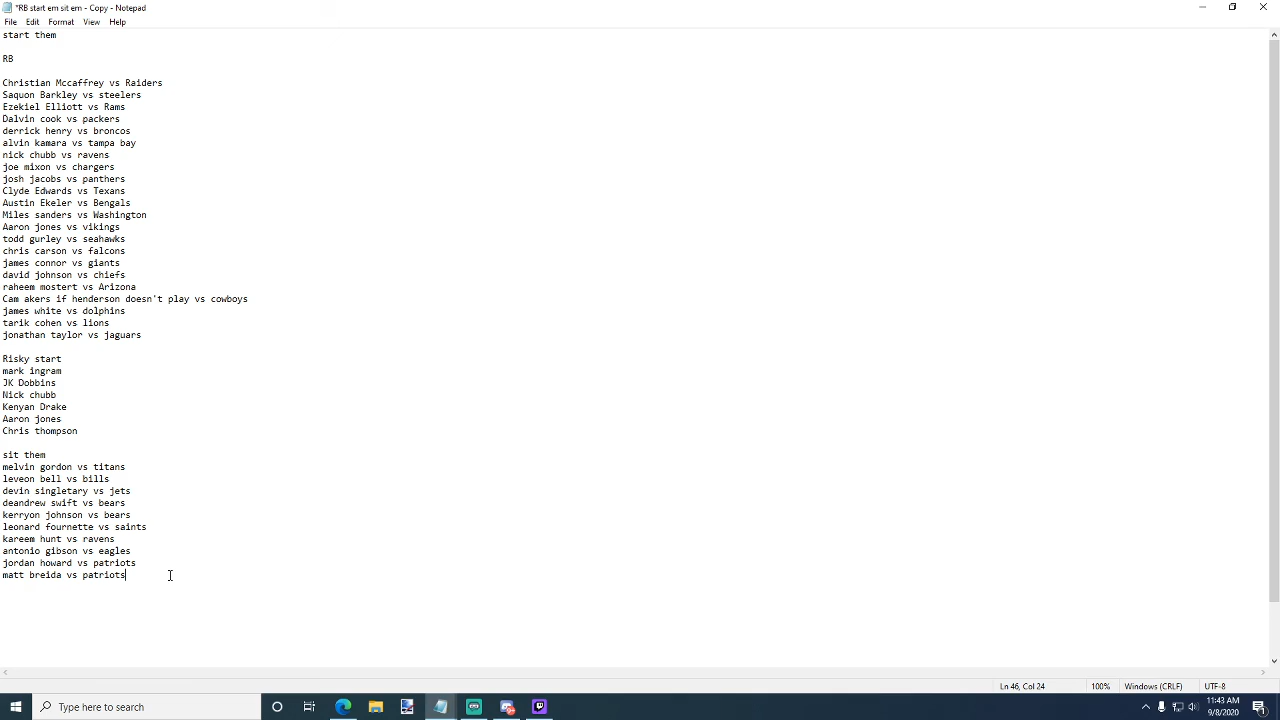 *RB start em sit em - Copy - Notepad
File Edit Format View Help
start them
RB
Christian Mccaffrey vs Raiders
Saquon Barkley vs steelers
Ezekiel Elliott vs Rams
Dalvin cook vs packers
derrick henry vs broncos
alvin kamara vs tampa bay
nick chubb vs ravens
joe mixon vs chargers
josh jacobs vs panthers
Clyde Edwards vs Texans
Austin Ekeler vs Bengals
Miles sanders vs Washington
Aaron jones vs vikings
todd gurley vs seahawks
chris carson vs falcons
james connor vs giants
david johnson vs chiefs
raheem mostert vs Arizona
Cam akers if henderson doesn't play vs cowboys
james white vs dolphins
tarik cohen vs lions
jonathan taylor vs jaguars
Risky start
mark ingram
JK Dobbins
Nick chubb
Kenyan Drake
Aaron jones
Chris thompson
sit them
melvin gordon vs titans
leveon bell vs bills
devin singletary vs jets
deandrew swift vs bears
kerryon johnson vs bears
leonard fournette vs saints
kareem hunt vs ravens
antonio gibson vs eagles
jordan howard vs patriots
matt breida vs patriots
Ln 46, Col 24 100% Windows (CRLF) UTF-8
Type here to search
11:43 AM
9/8/2020
1